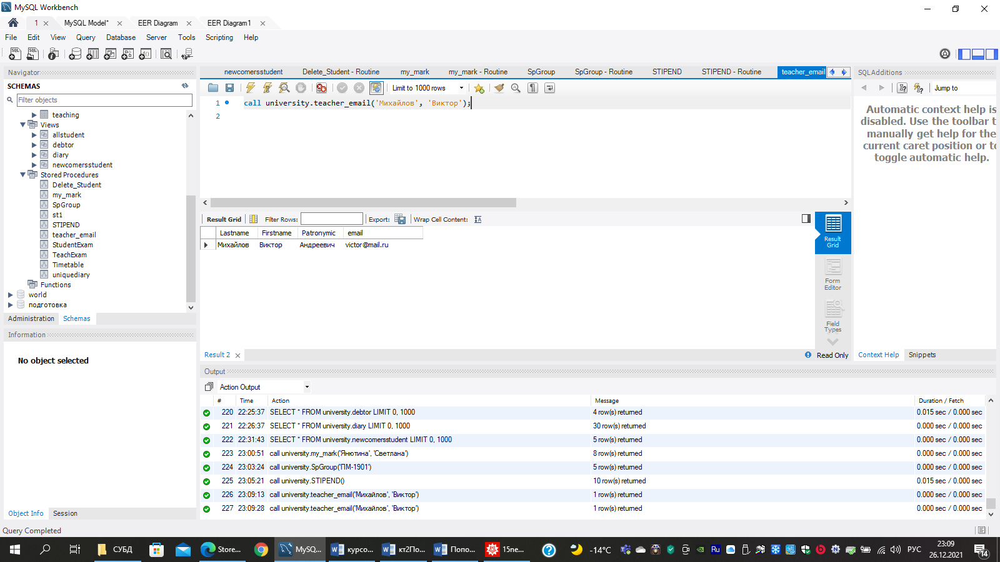 MySQL Workbench
1 MySQL Model* EER Diagram EER Diagram1
File Edit View Query Database Server Tools Scripting Help
Navigator
SCHEMAS
Filter objects
teaching
Views
allstudent
debtor
diary
newcomersstudent
Stored Procedures
Delete_Student
my_mark
SpGroup
st1
STIPEND
teacher_email
StudentExam
TeachExam
Timetable
uniquediary
Functions
world
подготовка
Administration Schemas
Information
No object selected
Object Info Session
newcomersstudent Delete_Student - Routine my_mark my_mark - Routine SpGroup SpGroup - Routine STIPEND STIPEND - Routine teacher_email
Limit to 1000 rows
1 call university.teacher_email('Михайлов', 'Виктор');
2
Result Grid Filter Rows: Export: Wrap Cell Content:
Lastname Firstname Patronymic email
Михайлов Виктор Андреевич victor@mail.ru
Result Grid
Form Editor
Field Types
Result 2 Read Only
SQLAdditions
Jump to
Automatic context help is
disabled. Use the toolbar t
manually get help for the
current caret position or to
toggle automatic help.
Context Help Snippets
Output
Action Output
# Time Action Message Duration / Fetch
220 22:25:37 SELECT * FROM university.debtor LIMIT 0, 1000 4 row(s) returned 0.015 sec / 0.000 sec
221 22:26:37 SELECT * FROM university.diary LIMIT 0, 1000 30 row(s) returned 0.000 sec / 0.000 sec
222 22:31:43 SELECT * FROM university.newcomersstudent LIMIT 0, 1000 5 row(s) returned 0.000 sec / 0.000 sec
223 23:00:51 call university.my_mark('Янютина', 'Светлана') 8 row(s) returned 0.000 sec / 0.000 sec
224 23:03:24 call university.SpGroup('ПМ-1901') 5 row(s) returned 0.000 sec / 0.000 sec
225 23:05:21 call university.STIPEND() 10 row(s) returned 0.015 sec / 0.000 sec
226 23:09:13 call university.teacher_email('Михайлов', 'Виктор') 1 row(s) returned 0.000 sec / 0.000 sec
227 23:09:28 call university.teacher_email('Михайлов', 'Виктор') 1 row(s) returned 0.000 sec / 0.000 sec
Query Completed
СУБД Store... MySQ... курсо... кт2По... Попо... 15пе... -14°C Ru РУС 23:09
26.12.2021
14